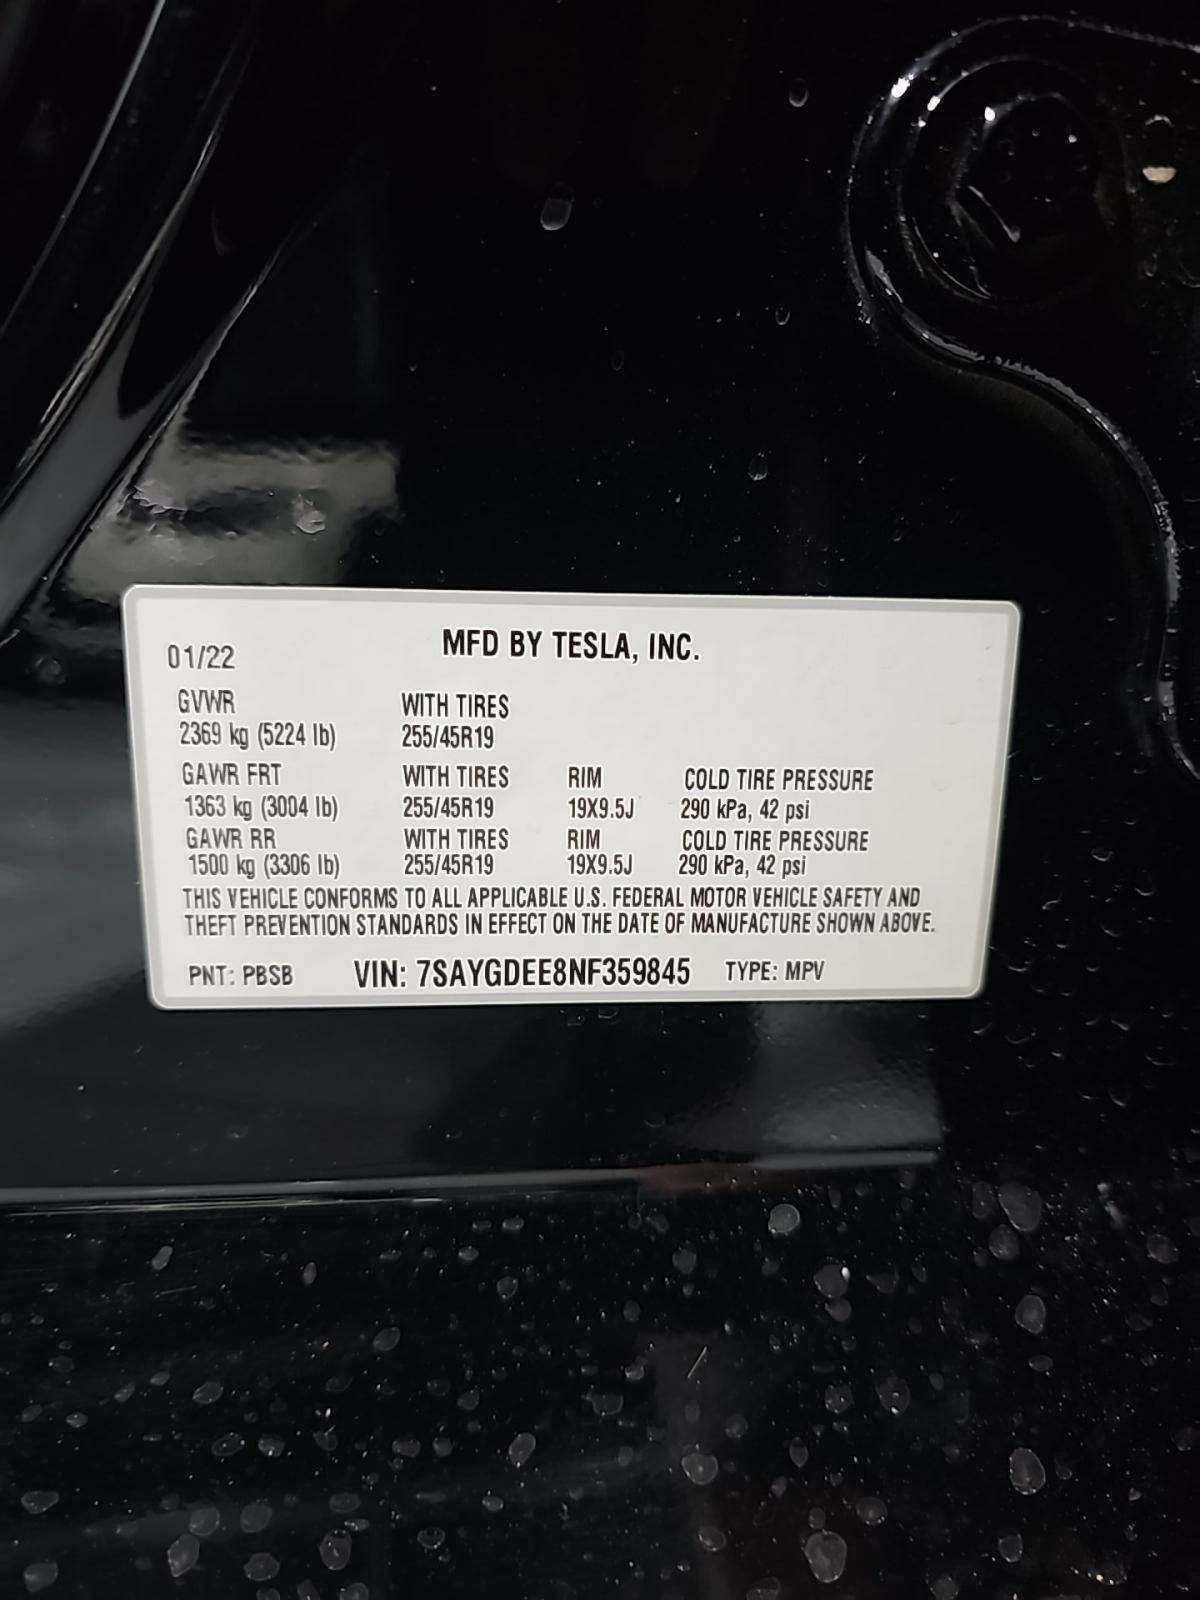 01/22 MFD BY TESLA, INC.
GVWR WITH TIRES
2369 kg (5224 lb) 255/45R19
GAWR FRT WITH TIRES RIM COLD TIRE PRESSURE
1363 kg (3004 lb) 255/45R19 19X9.5J 290 kPa, 42 psi
GAWR RR WITH TIRES RIM COLD TIRE PRESSURE
1500 kg (3306 lb) 255/45R19 19X9.5J 290 kPa, 42 psi
THIS VEHICLE CONFORMS TO ALL APPLICABLE U.S. FEDERAL MOTOR VEHICLE SAFETY AND
THEFT PREVENTION STANDARDS IN EFFECT ON THE DATE OF MANUFACTURE SHOWN ABOVE.
PNT: PBSB VIN: 7SAYGDEE8NF359845 TYPE: MPV